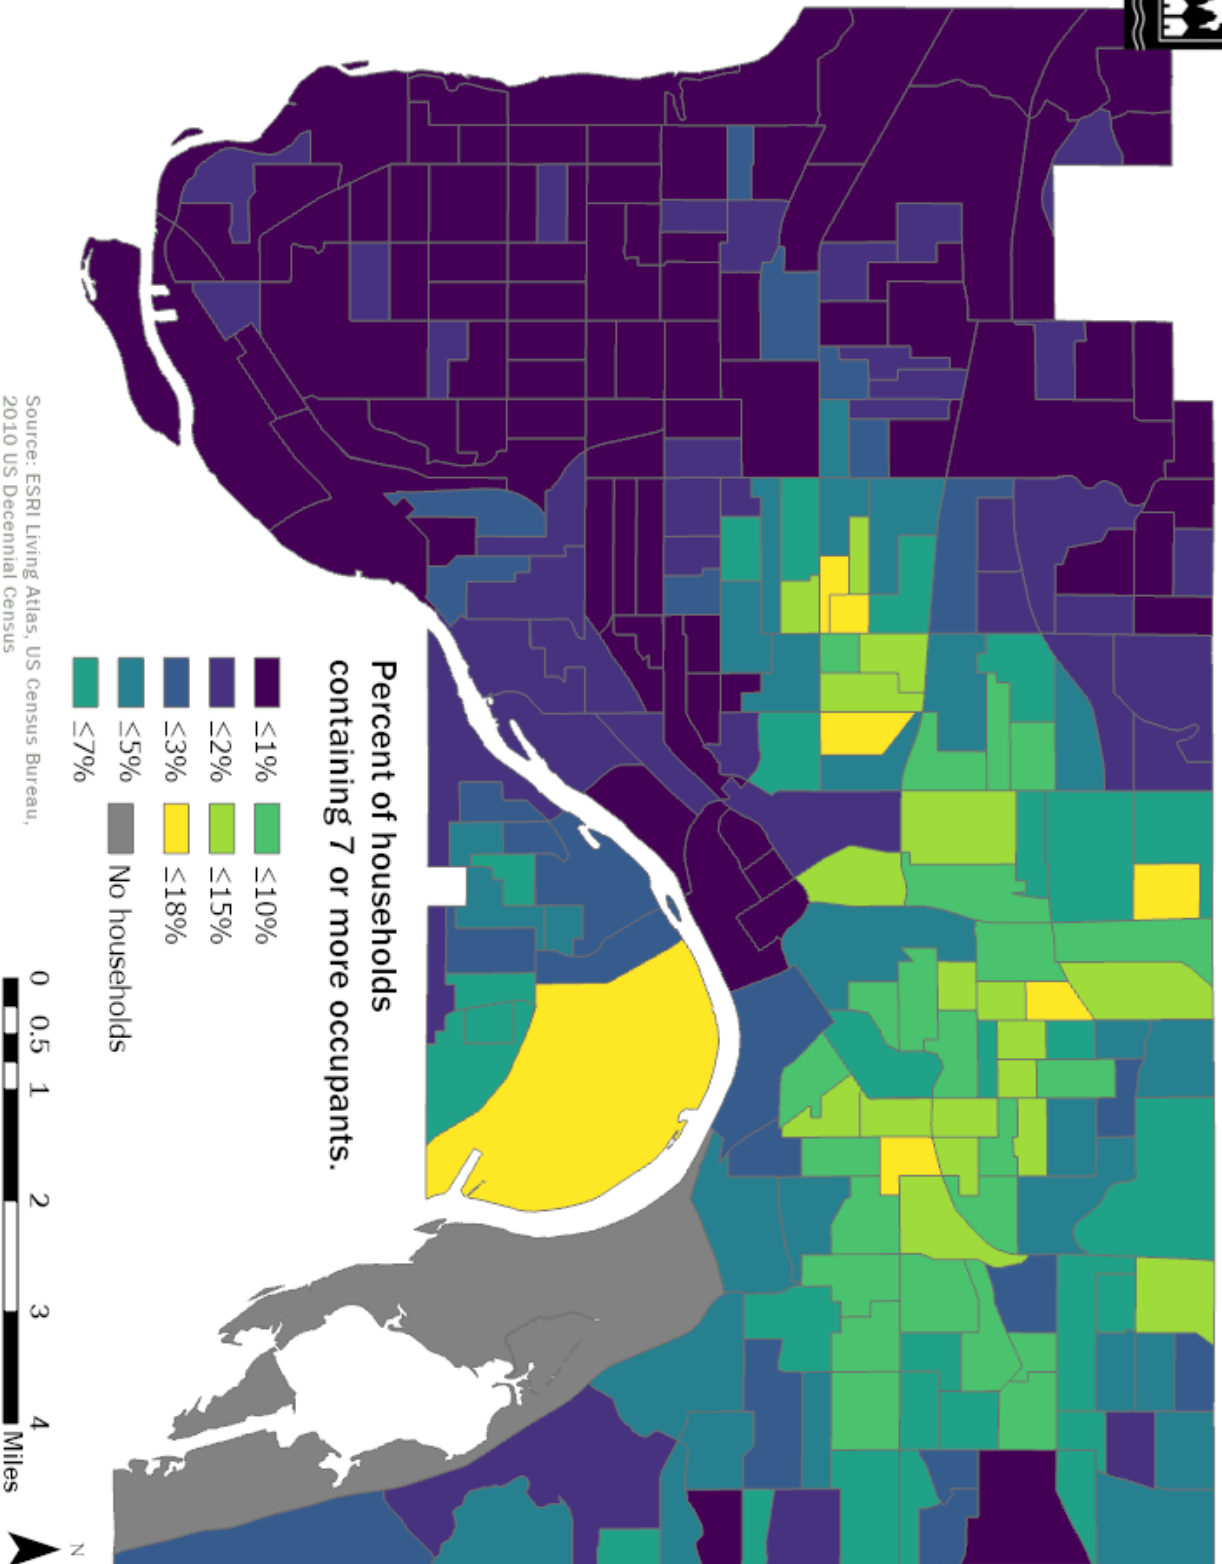 Percent of households
containing 7 or more occupants.
≤1%
≤2%
≤3%
≤5%
≤7%
≤10%
≤15%
≤18%
No households
0 0.5 1 2 3 4 Miles
N
Source: ESRI Living Atlas, US Census Bureau,
2010 US Decennial Census